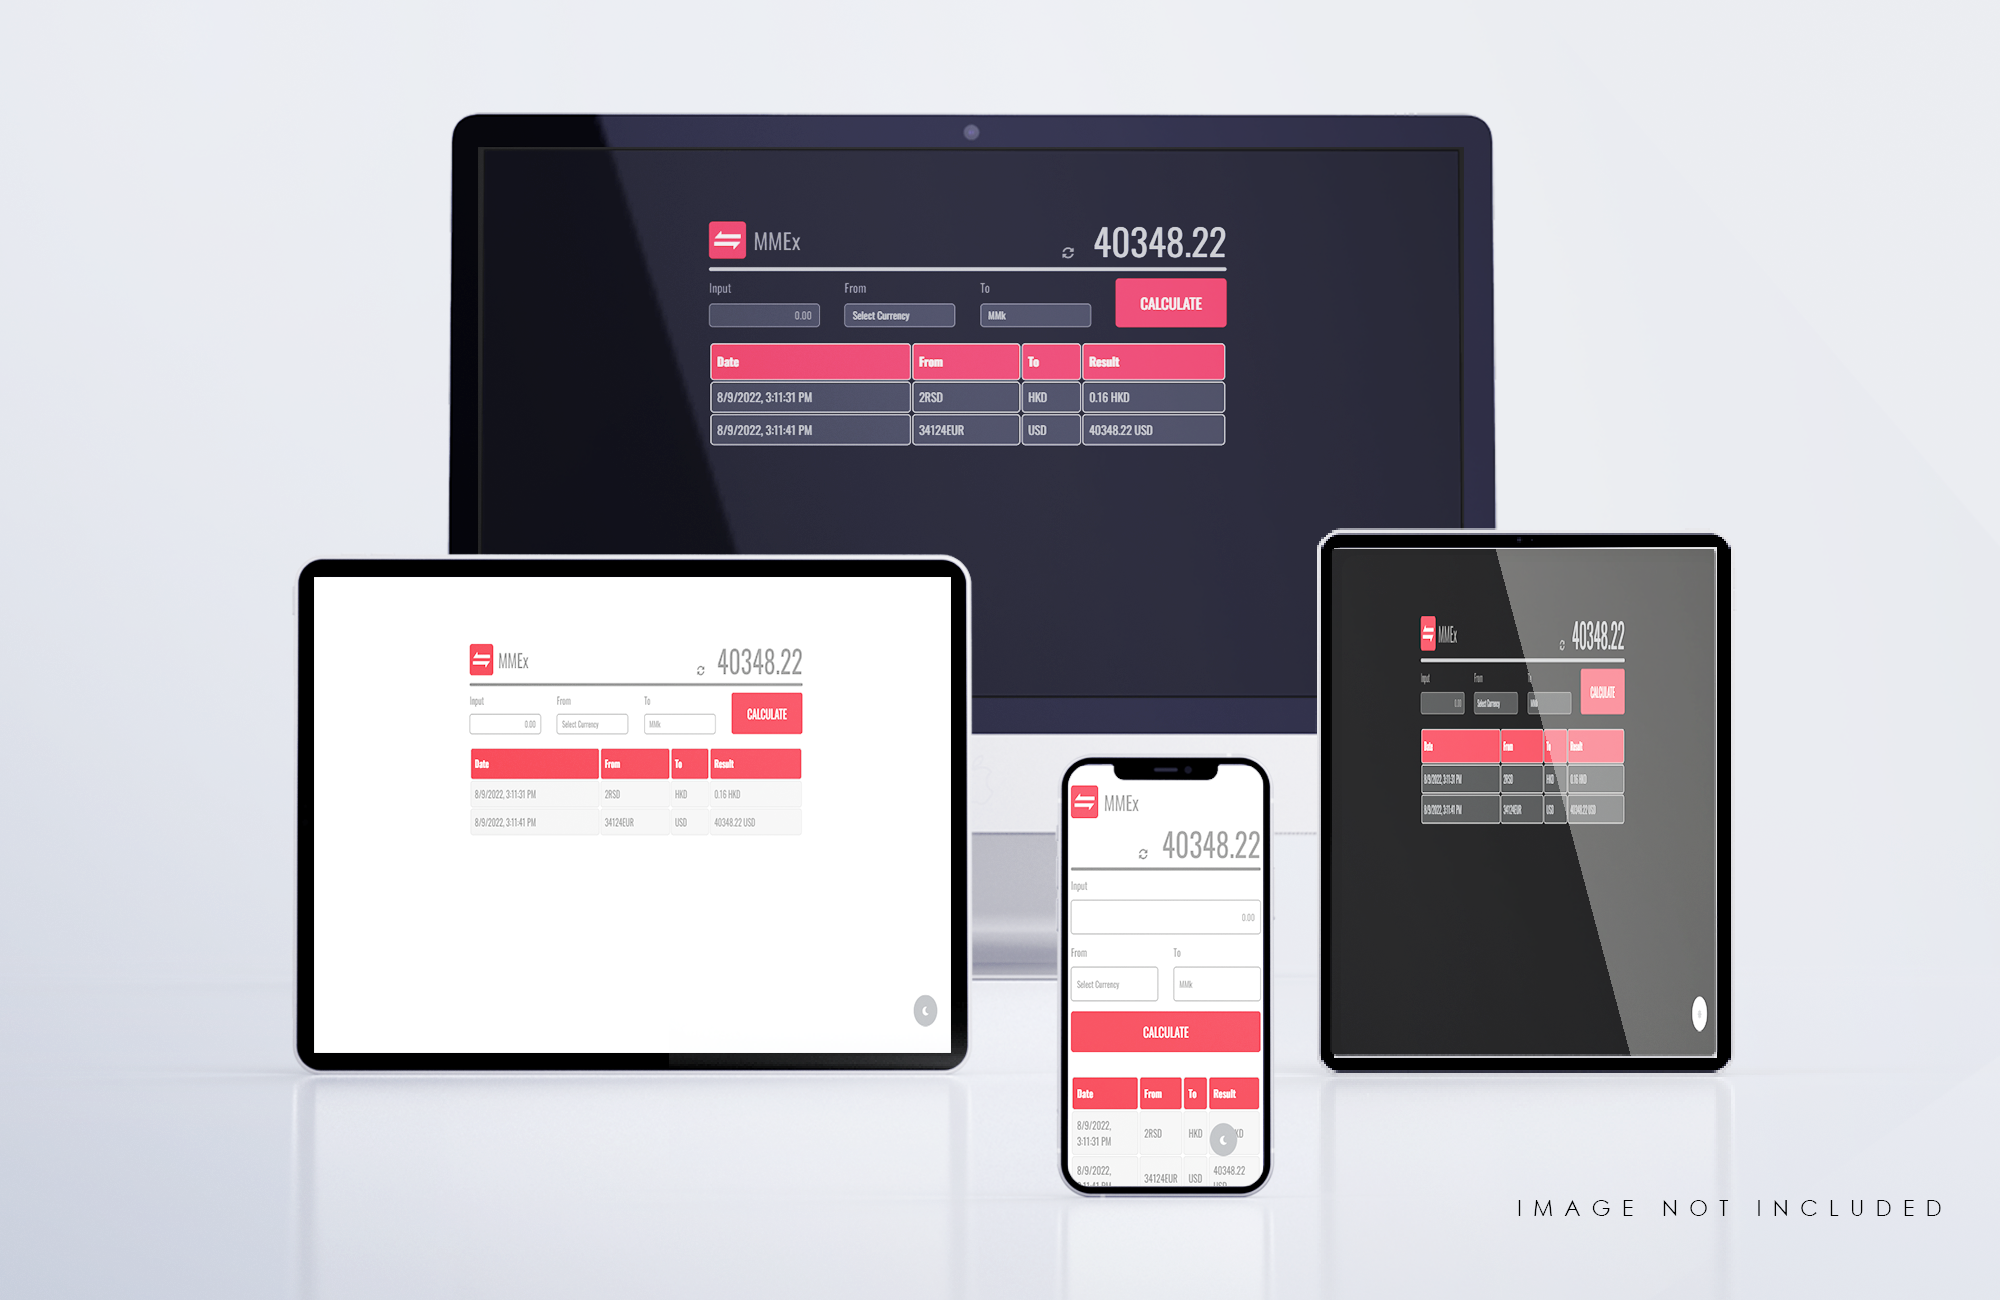 MMEx
40348.22
Input From To
0.00 Select Currency MMk CALCULATE
Date From To Result
8/9/2022, 3:11:31 PM 2RSD HKD 0.16 HKD
8/9/2022, 3:11:41 PM 34124EUR USD 40348.22 USD
MMEx
40348.22
Input From To
0.00 Select Currency MMk CALCULATE
Date From To Result
8/9/2022, 3:11:31 PM 2RSD HKD 0.16 HKD
8/9/2022, 3:11:41 PM 34124EUR USD 40348.22 USD
MMEx
40348.22
Input
0.00
From To
Select Currency MMk
CALCULATE
Date From To Result
8/9/2022,
3:11:31 PM 2RSD HKD
8/9/2022, 40348.22
34124EUR USD
MMEx
40348.22
Input From To
0.00 Select Currency CALCULATE
Date From To Result
8/9/2022, 3:11:31 PM 2RSD HKD 0.16 HKD
8/9/2022, 3:11:41 PM 34124EUR USD 40348.22 USD
IMAGE NOT INCLUDED